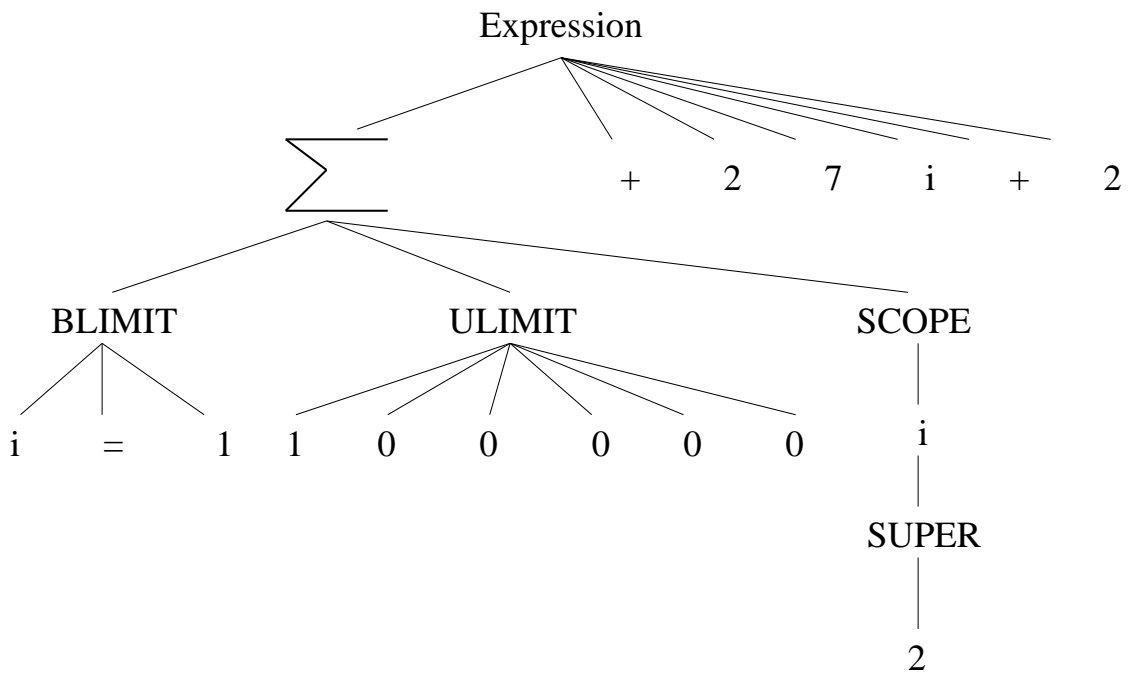 Expression
∑ + 2 7 i + 2
BLIMIT ULIMIT SCOPE
i = 1 1 0 0 0 0 0 i
SUPER
2